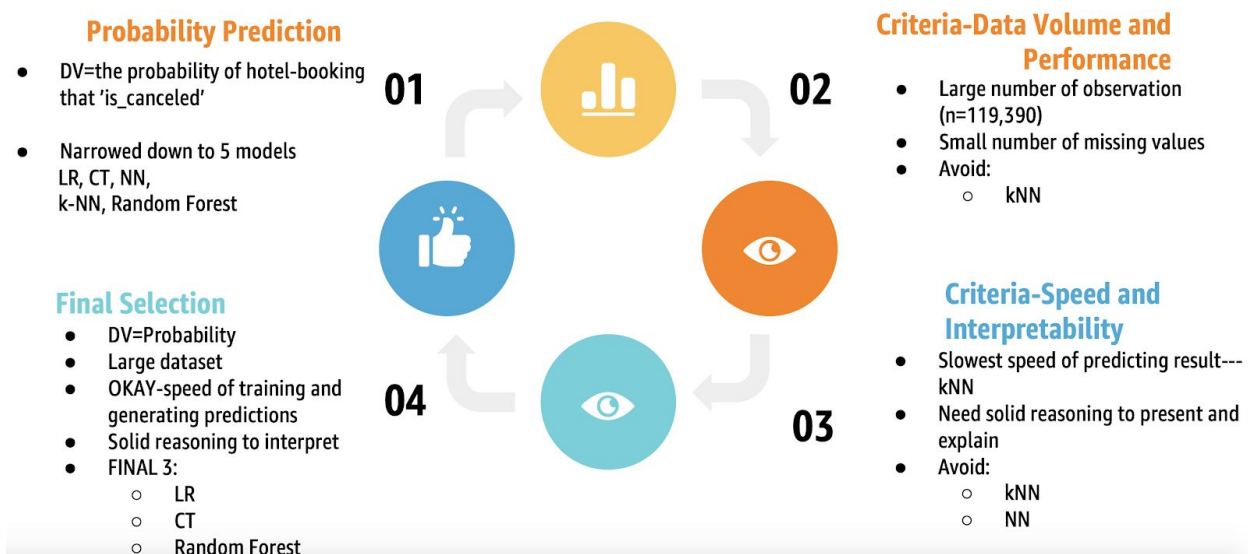 Probability Prediction
● DV=the probability of hotel-booking
that 'is_canceled'
● Narrowed down to 5 models
LR, CT, NN,
k-NN, Random Forest
01
02
Criteria-Data Volume and
Performance
● Large number of observation
(n=119,390)
● Small number of missing values
● Avoid:
○ kNN
03
Criteria-Speed and
Interpretability
● Slowest speed of predicting result---
kNN
● Need solid reasoning to present and
explain
● Avoid:
○ kNN
○ NN
04
Final Selection
● DV=Probability
● Large dataset
● OKAY-speed of training and
generating predictions
● Solid reasoning to interpret
● FINAL 3:
○ LR
○ CT
○ Random Forest